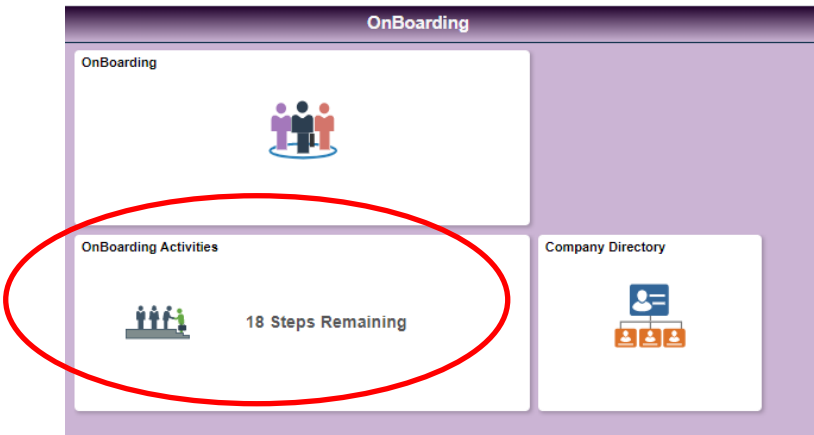 OnBoarding
OnBoarding
OnBoarding Activities
18 Steps Remaining
Company Directory